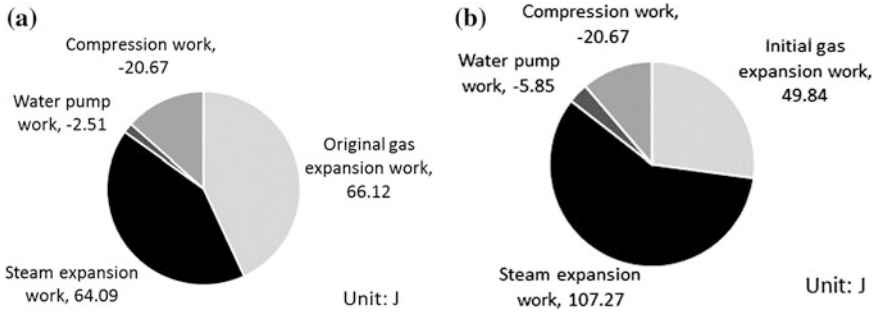 (a)
Compression work,
-20.67
Water pump
work, -2.51
Original gas
expansion work,
66.12
Steam expansion
work, 64.09
Unit: J
(b)
Compression work,
-20.67
Water pump
work, -5.85
Initial gas
expansion work,
49.84
Steam expansion
work, 107.27
Unit: J